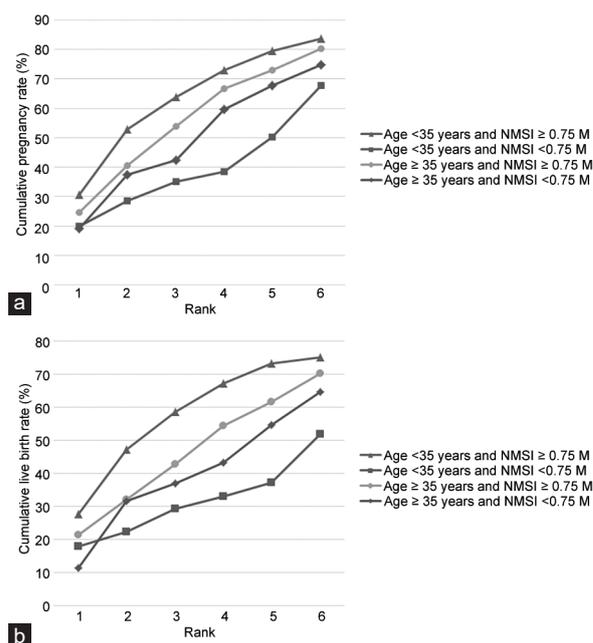 90
80
70
60
50
40
30
20
10
0
Cumulative pregnancy rate (%)
1 2 3 4 5 6
Rank
Age <35 years and NMSI ≥ 0.75 M
Age <35 years and NMSI <0.75 M
Age ≥ 35 years and NMSI ≥ 0.75 M
Age ≥ 35 years and NMSI <0.75 M
a
80
70
60
50
40
30
20
10
0
Cumulative live birth rate (%)
1 2 3 4 5 6
Rank
Age <35 years and NMSI ≥ 0.75 M
Age <35 years and NMSI <0.75 M
Age ≥ 35 years and NMSI ≥ 0.75 M
Age ≥ 35 years and NMSI <0.75 M
b